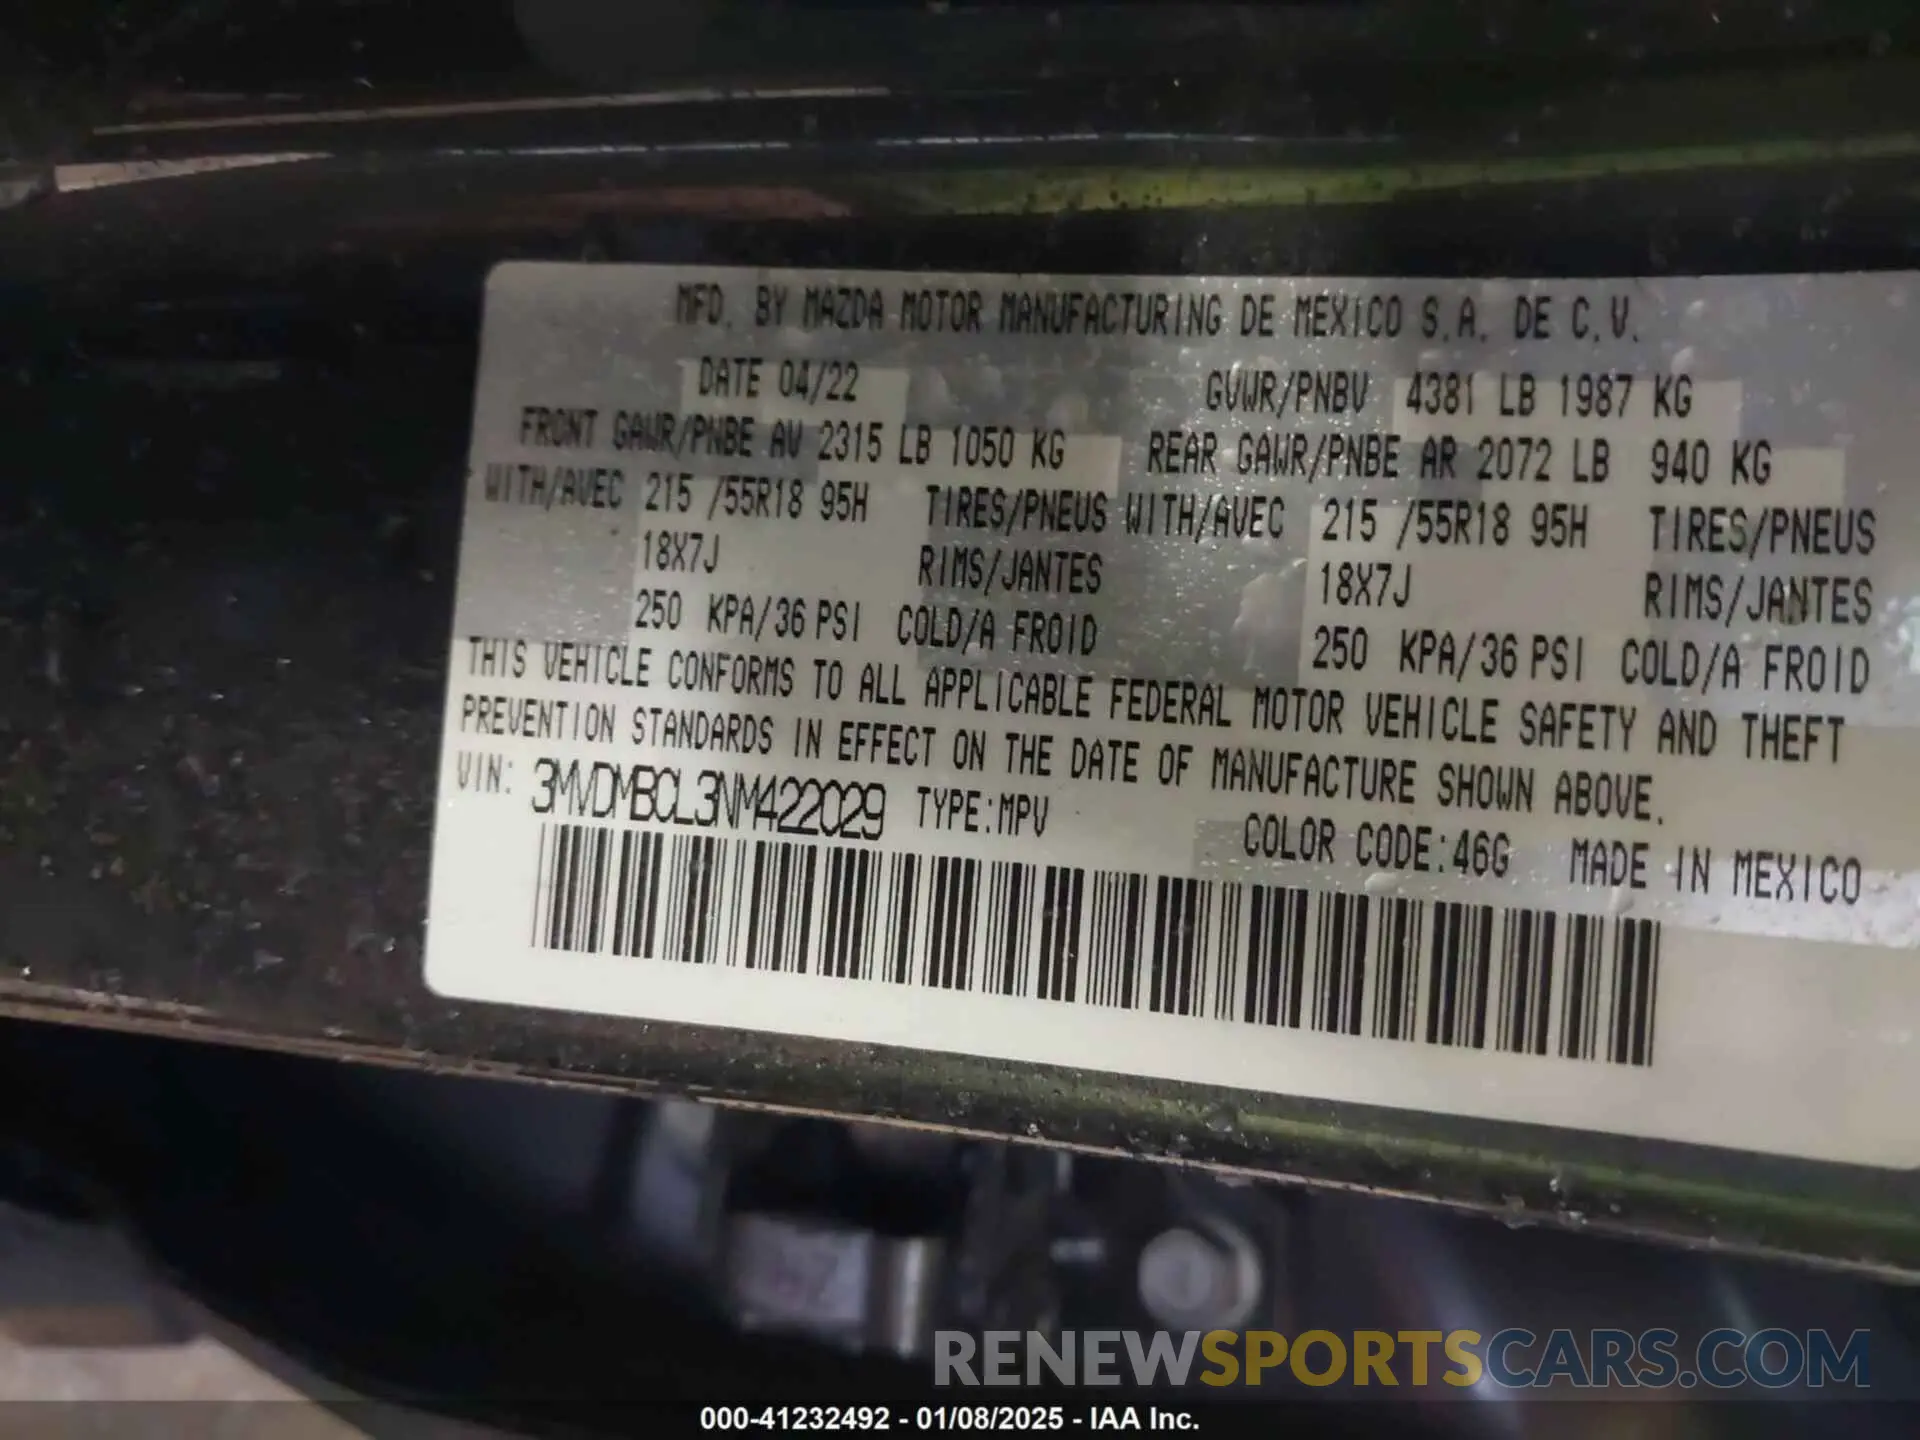 MFD. BY MAZDA MOTOR MANUFACTURING DE MEXICO S.A. DE C.V.
DATE 04/22 GVWR/PNBV 4381 LB 1987 KG
FRONT GAWR/PNBE AV 2315 LB 1050 KG REAR GAWR/PNBE AR 2072 LB 940 KG
WITH/AVEC 215 /55R18 95H TIRES/PNEUS WITH/AVEC 215 /55R18 95H TIRES/PNEUS
18X7J RIMS/JANTES 18X7J RIMS/JANTES
250 KPA/36 PSI COLD/A FROID 250 KPA/36 PSI COLD/A FROID
THIS VEHICLE CONFORMS TO ALL APPLICABLE FEDERAL MOTOR VEHICLE SAFETY AND THEFT
PREVENTION STANDARDS IN EFFECT ON THE DATE OF MANUFACTURE SHOWN ABOVE.
VIN: 3MVDMBCL3NM422029 TYPE:MPV COLOR CODE:46G MADE IN MEXICO
RENEWSPORTSCARS.COM
000-41232492 - 01/08/2025 - IAA Inc.